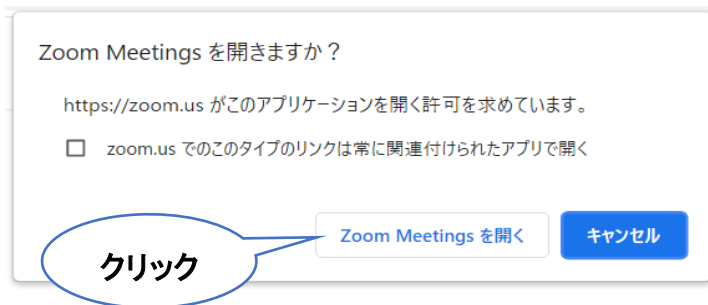 Zoom Meetings を開きますか？
https://zoom.us がこのアプリケーションを開く許可を求めています。
zoom.us でのこのタイプのリンクは常に関連付けられたアプリで開く
Zoom Meetings を開く
キャンセル
クリック